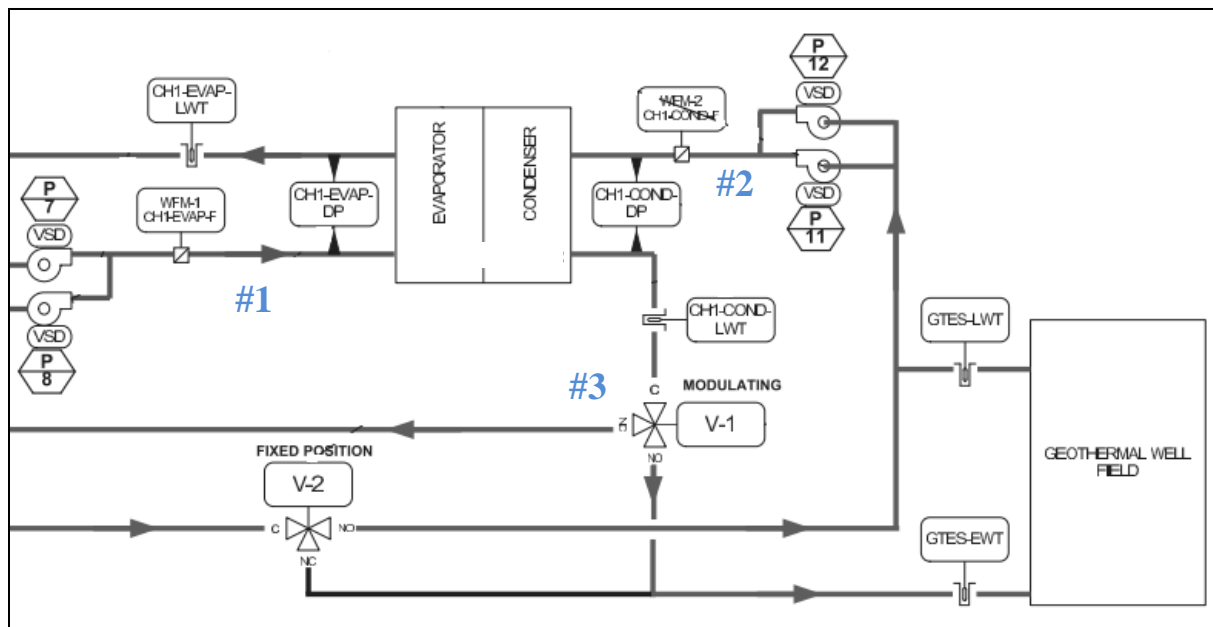 P
12
VSD
CH1-EVAP-
LWT
WFM-2
CH1-COND-F
EVAPORATOR
CONDENSER
P
7
VSD
WFM-1
CH1-EVAP-F
CH1-EVAP-
DP
CH1-COND-
DP
#2
VSD
P
11
#1
VSD
P
8
CH1-COND-
LWT
GTES-LWT
#3
C
MODULATING
NC
V-1
NO
FIXED POSITION
V-2
GEOTHERMAL WELL
FIELD
C
NO
NC
GTES-EWT